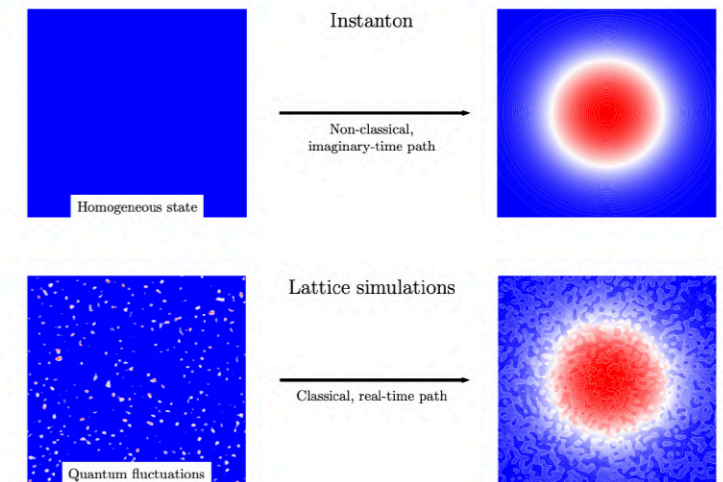 Instanton
Non-classical,
imaginary-time path
Homogeneous state
Lattice simulations
Classical, real-time path
Quantum fluctuations